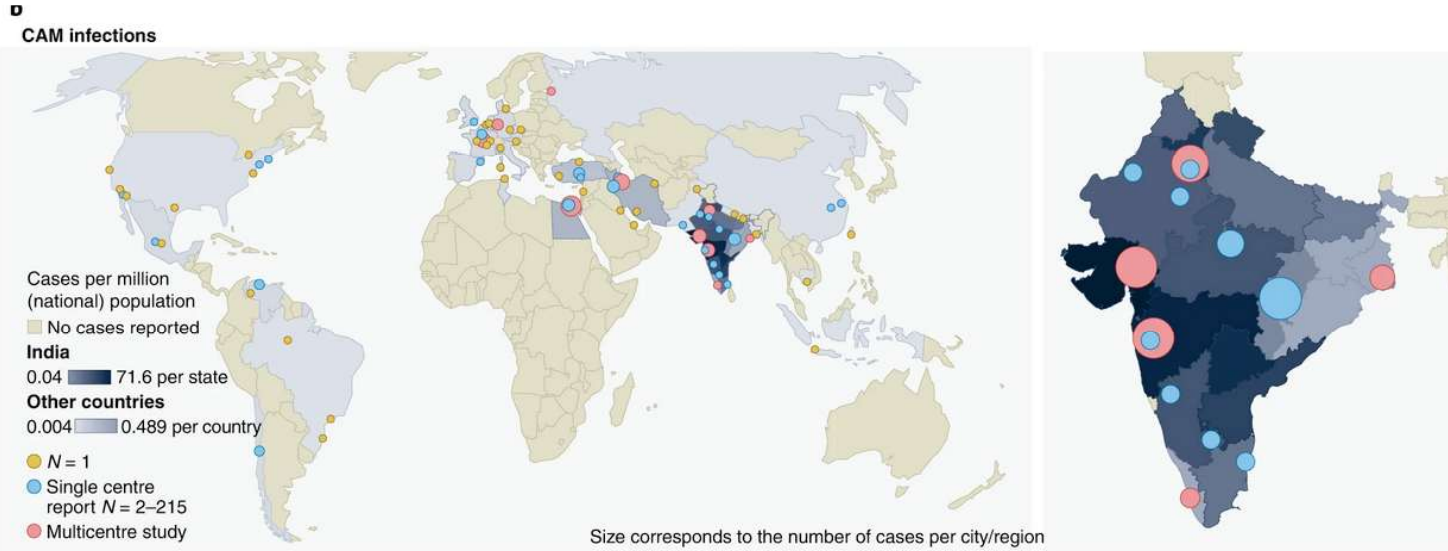 CAM infections
Cases per million
(national) population
No cases reported
India
0.04 71.6 per state
Other countries
0.004 0.489 per country
N = 1
Single centre
report N = 2–215
Multicentre study
Size corresponds to the number of cases per city/region